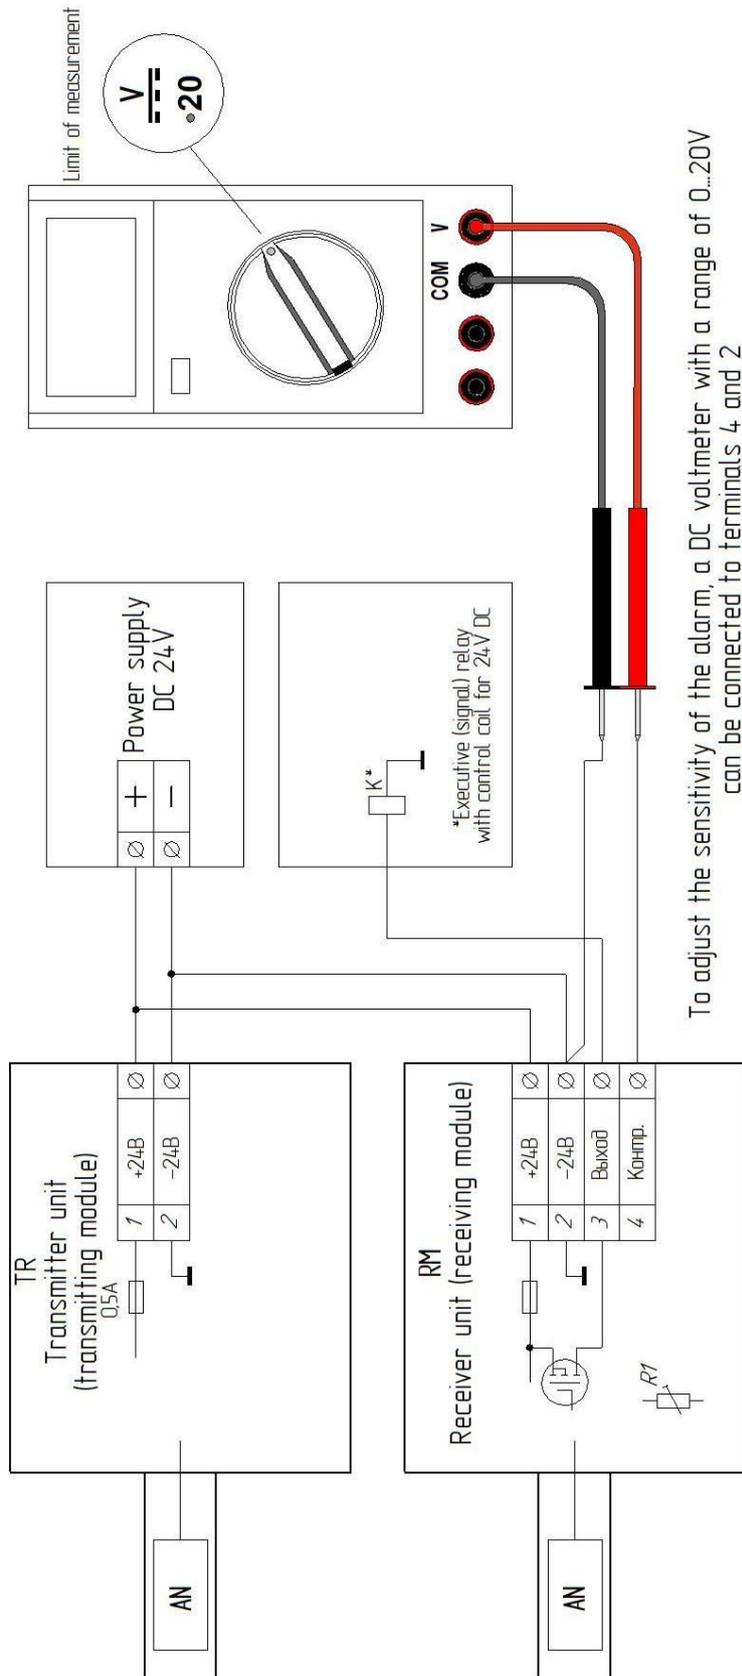 TR
Transmitter unit
(transmitting module)
0,5A
1 +24В
2 -24В
AN
RM
Receiver unit (receiving module)
1 +24В
2 -24В
3 Выход
4 Контр.
R1
AN
+ Power supply
- DC 24V
K*
*Executive (signal) relay
with control coil for 24V DC
Limit of measurement
V
20
COM V
To adjust the sensitivity of the alarm, a DC voltmeter with a range of 0...20V
can be connected to terminals 4 and 2